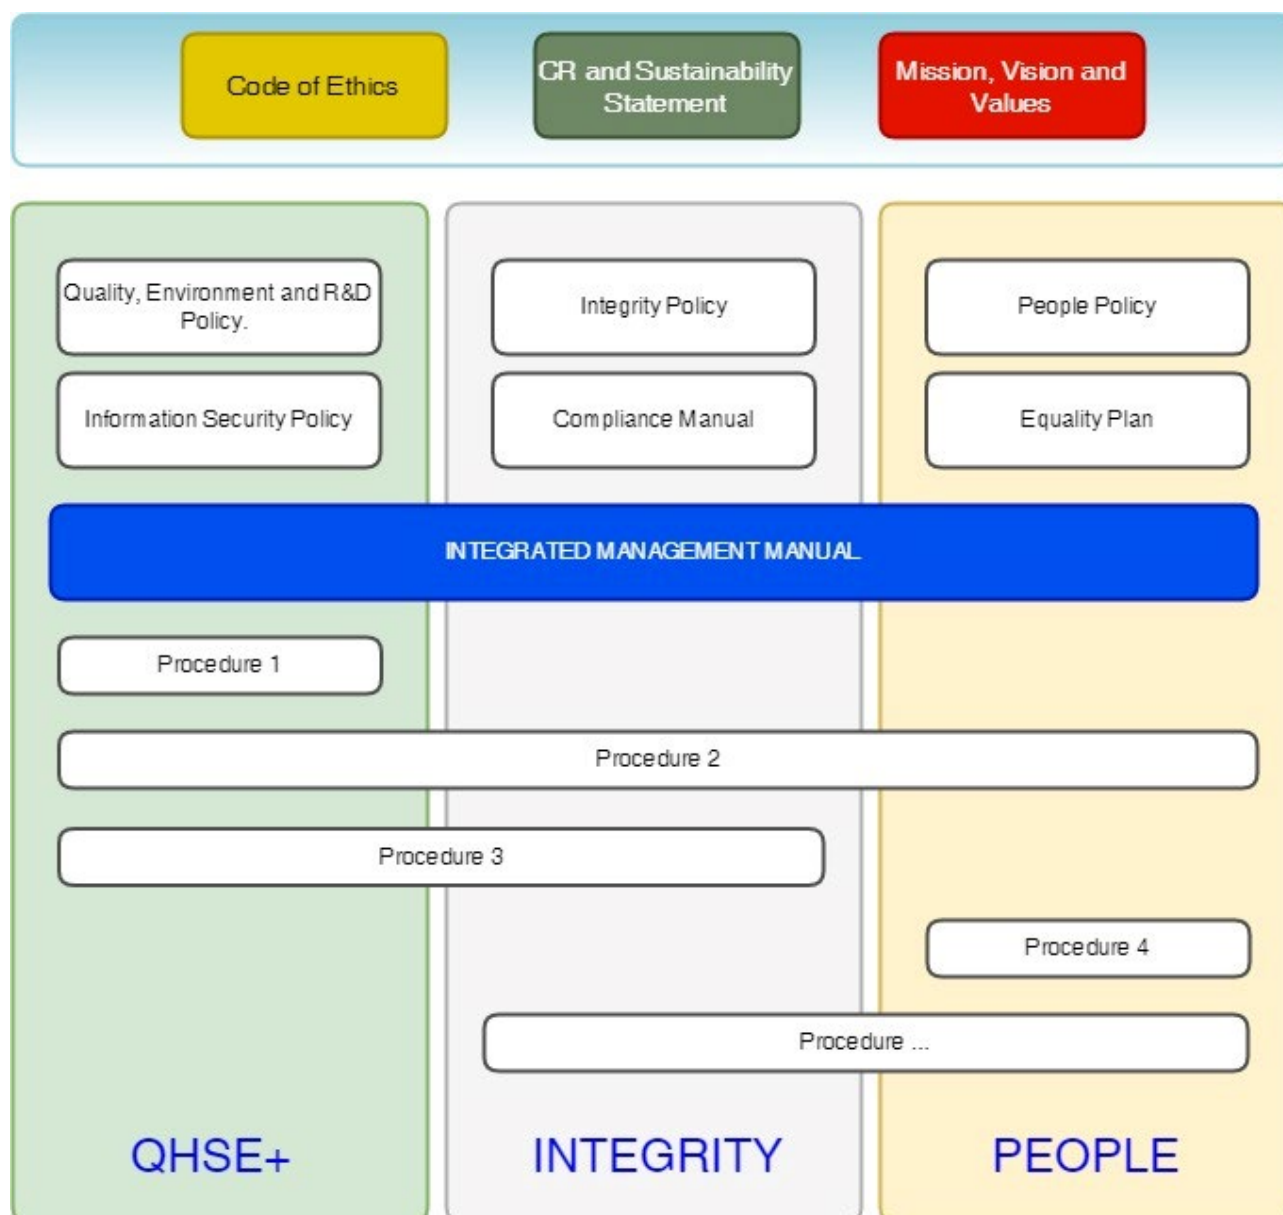 Code of Ethics
CR and Sustainability
Statement
Mission, Vision and
Values
Quality, Environment and R&D
Policy.
Integrity Policy
People Policy
Information Security Policy
Compliance Manual
Equality Plan
INTEGRATED MANAGEMENT MANUAL
Procedure 1
Procedure 2
Procedure 3
Procedure 4
Procedure ...
QHSE+
INTEGRITY
PEOPLE